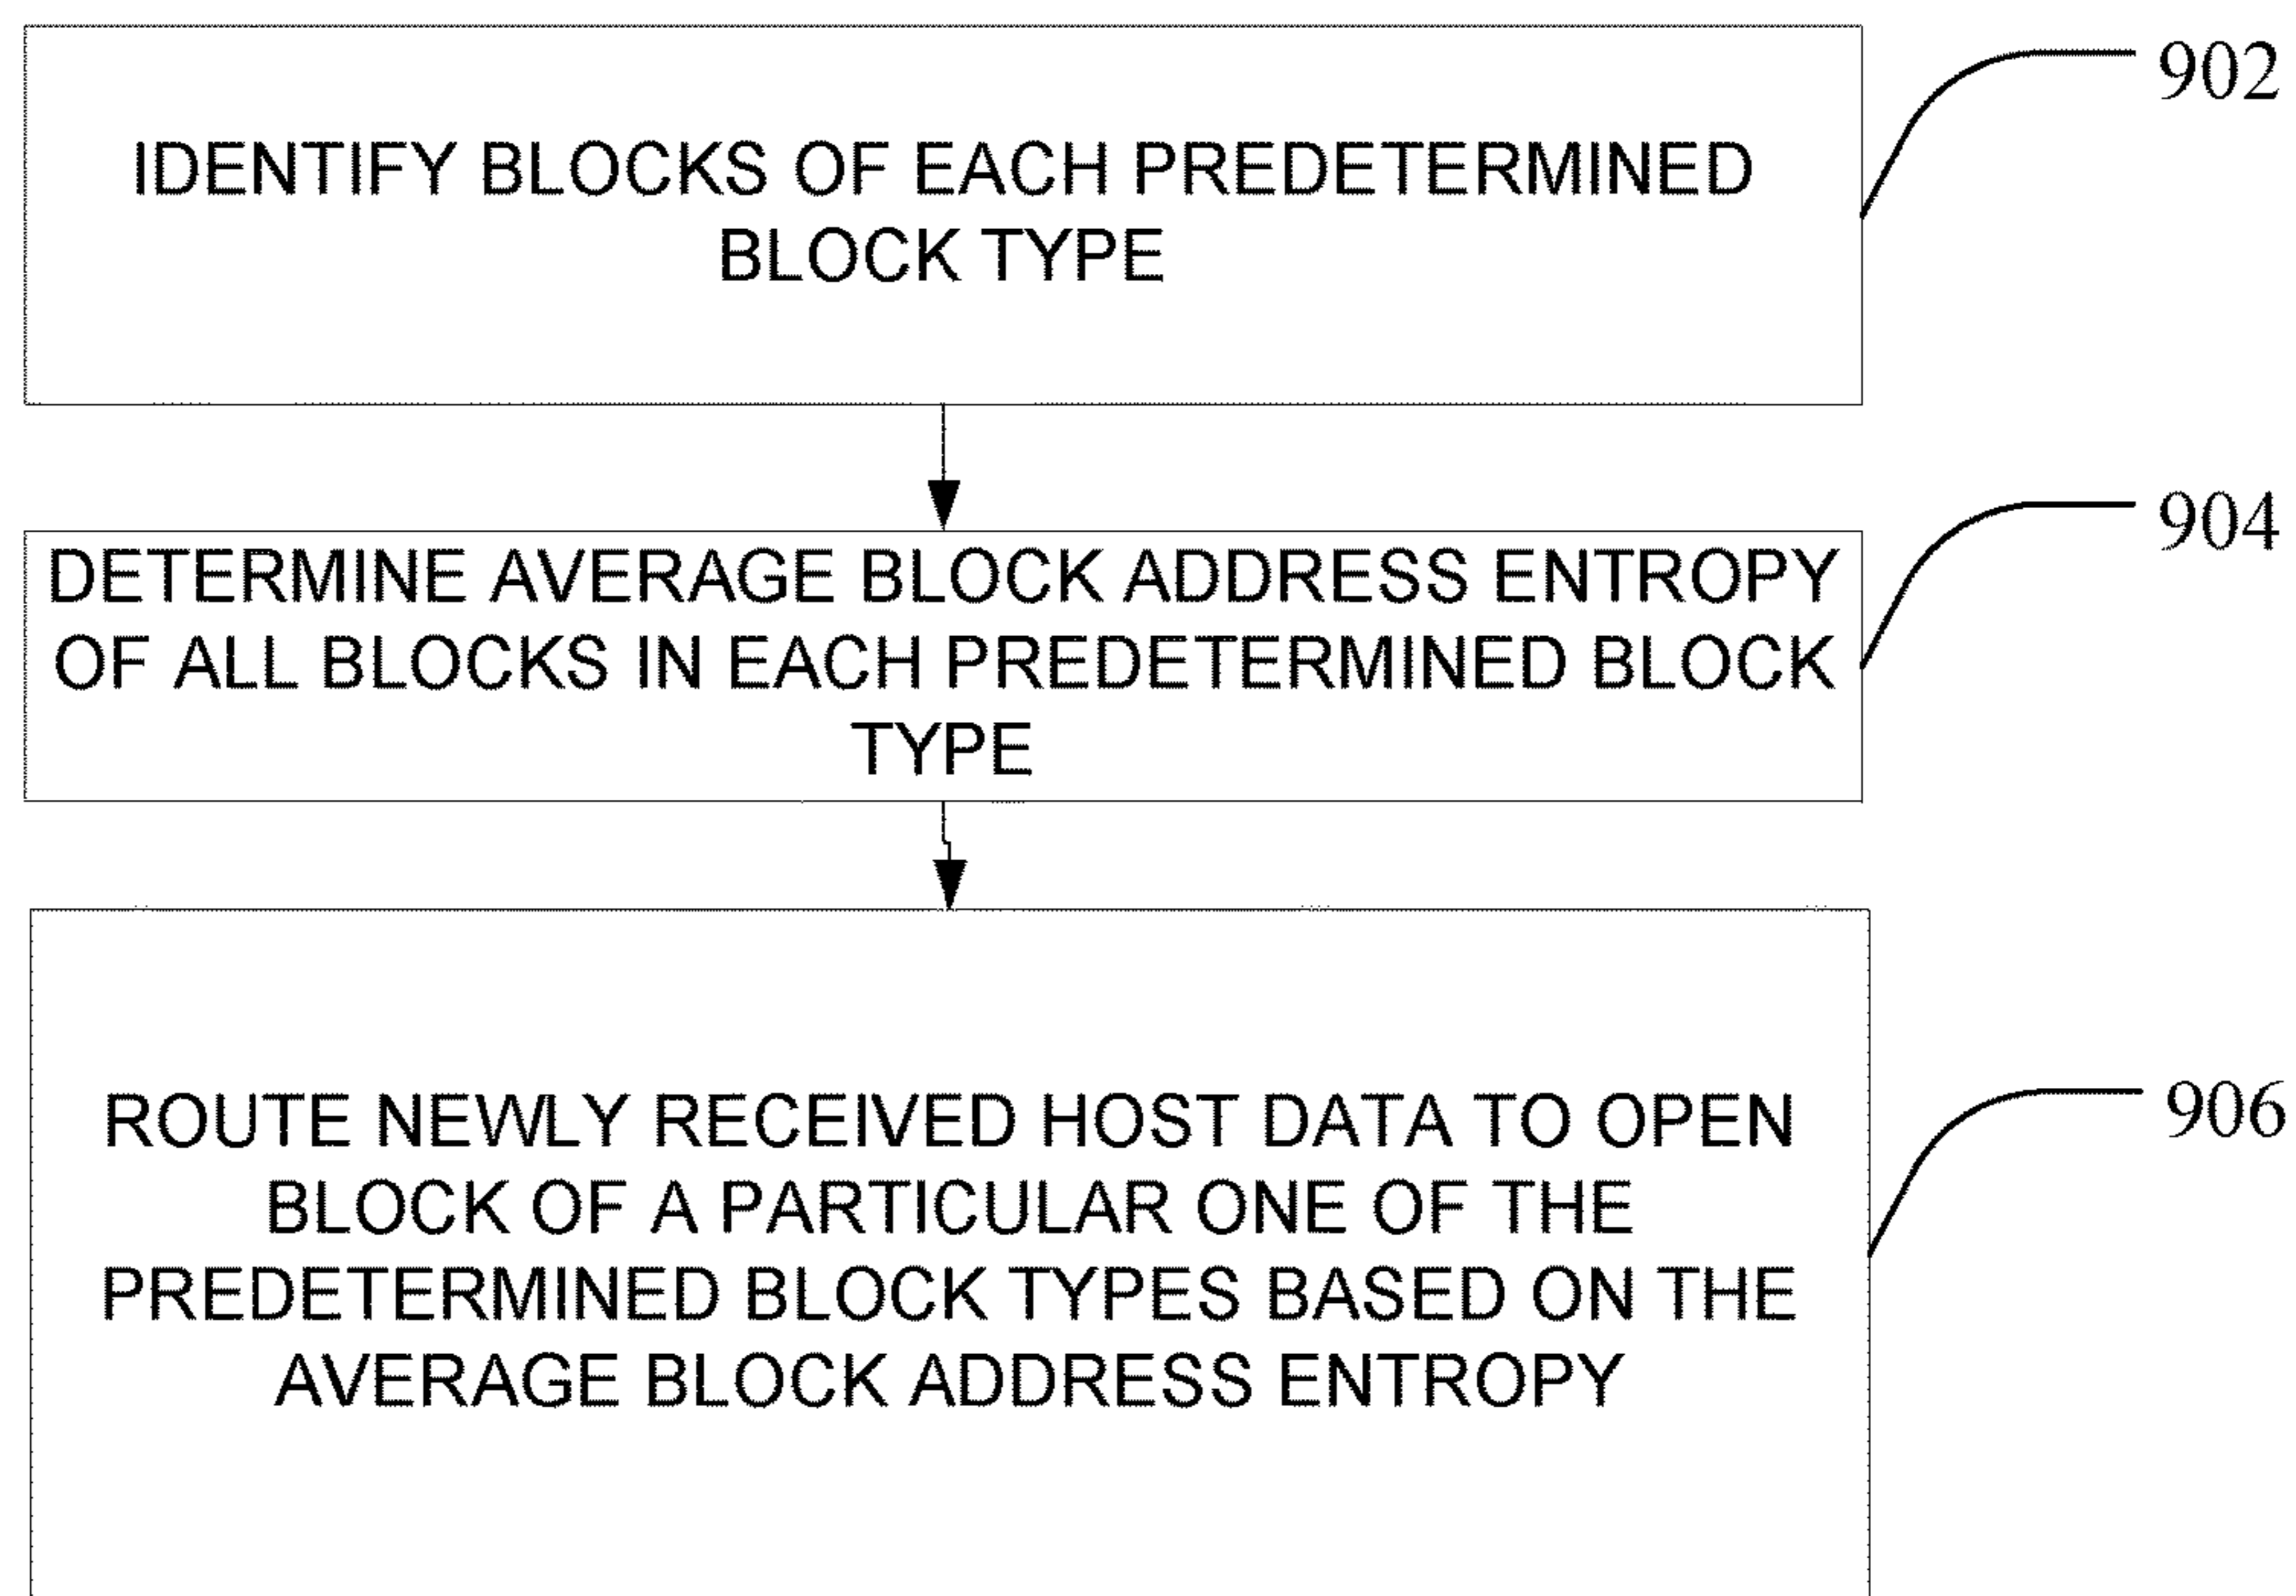 IDENTIFY BLOCKS OF EACH PREDETERMINED
BLOCK TYPE
902
DETERMINE AVERAGE BLOCK ADDRESS ENTROPY
OF ALL BLOCKS IN EACH PREDETERMINED BLOCK
TYPE
904
ROUTE NEWLY RECEIVED HOST DATA TO OPEN
BLOCK OF A PARTICULAR ONE OF THE
PREDETERMINED BLOCK TYPES BASED ON THE
AVERAGE BLOCK ADDRESS ENTROPY
906